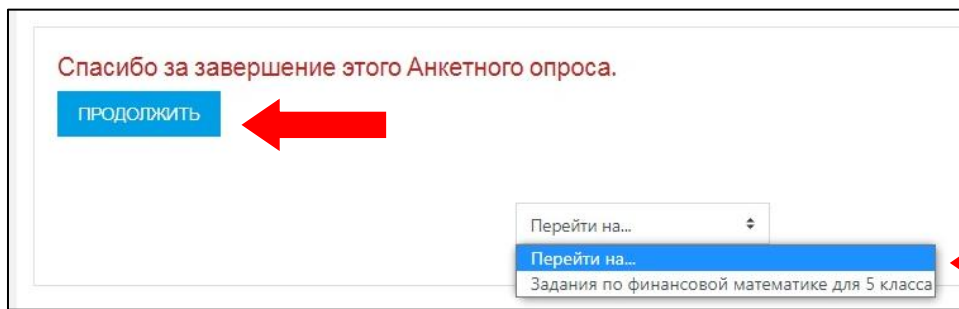 Спасибо за завершение этого Анкетного опроса.
ПРОДОЛЖИТЬ
Перейти на...
Перейти на...
Задания по финансовой математике для 5 класса